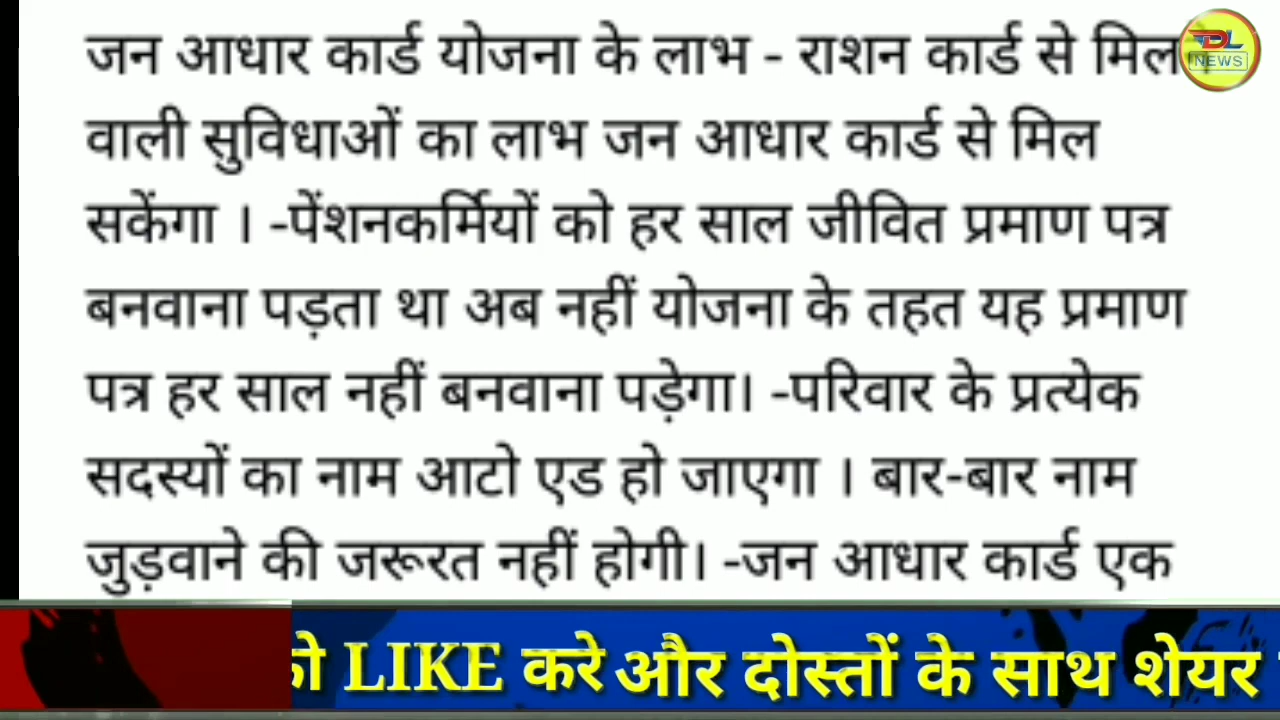 जन आधार कार्ड योजना के लाभ - राशन कार्ड से मिल
वाली सुविधाओं का लाभ जन आधार कार्ड से मिल
सकेंगा । -पेंशनकर्मियों को हर साल जीवित प्रमाण पत्र
बनवाना पड़ता था अब नहीं योजना के तहत यह प्रमाण
पत्र हर साल नहीं बनवाना पड़ेगा। -परिवार के प्रत्येक
सदस्यों का नाम आटो एड हो जाएगा । बार-बार नाम
जुड़वाने की जरूरत नहीं होगी। -जन आधार कार्ड एक
DL
NEWS
को LIKE करे और दोस्तों के साथ शेयर